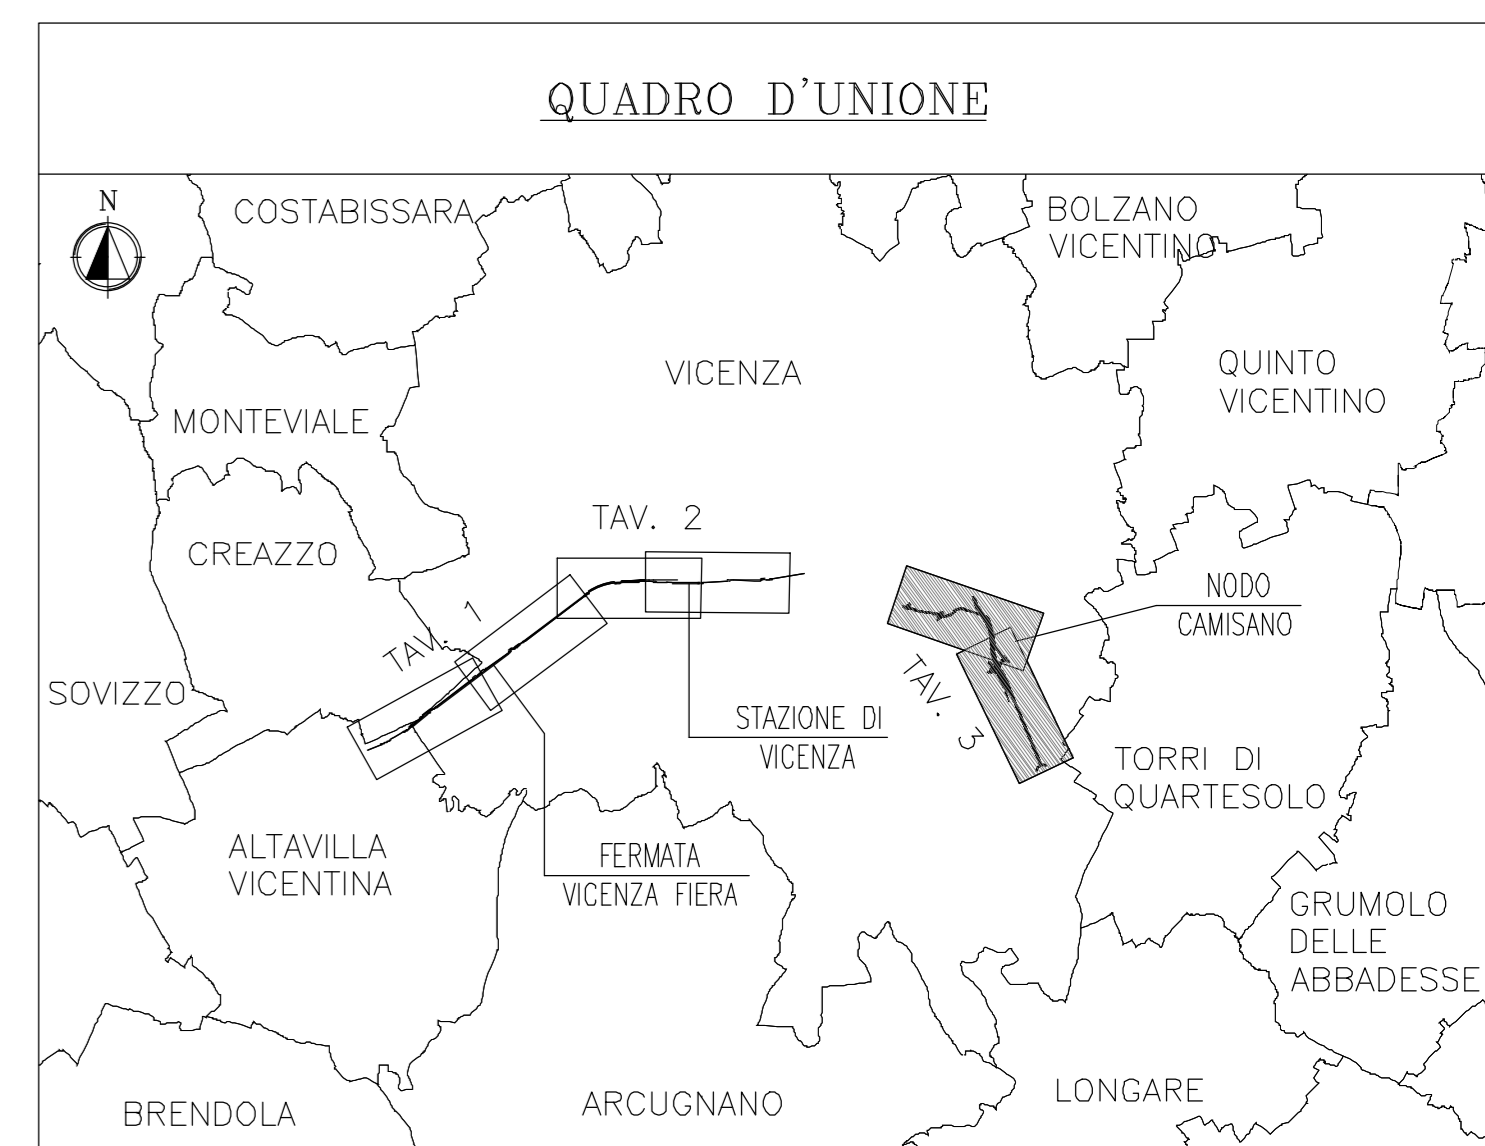 QUADRO D'UNIONE
N
COSTABISSARA
BOLZANO
VICENTINO
VICENZA
QUINTO
VICENTINO
MONTEVIALE
TAV. 2
CREAZZO
NODO
CAMISANO
TAV. 1
SOVIZZO
TAV. 3
STAZIONE DI
VICENZA
TORRI DI
QUARTESOLO
ALTAVILLA
VICENTINA
FERMATA
VICENZA FIERA
GRUMOLO
DELLE
ABBADESSE
BRENDOLA
ARCUGNANO
LONGARE